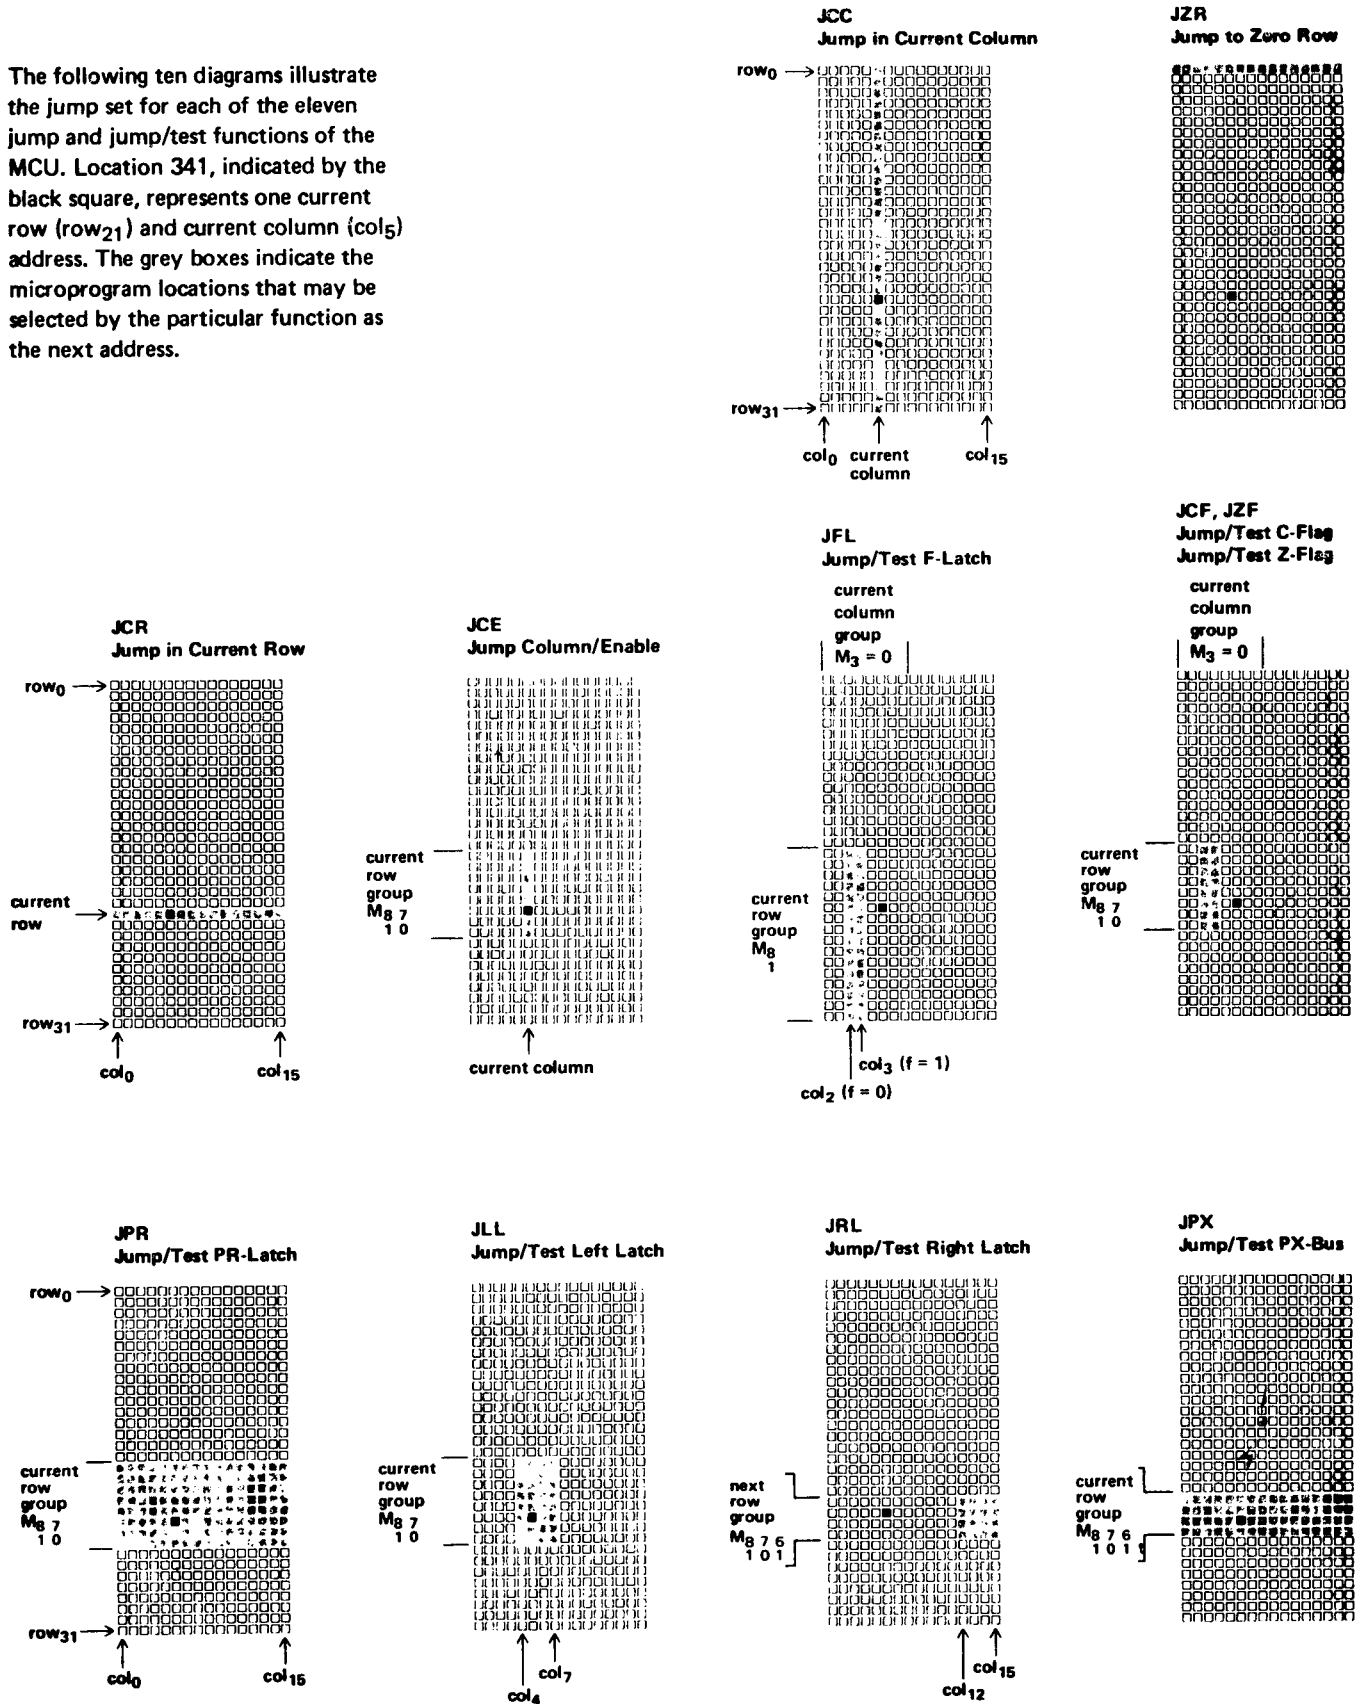 The following ten diagrams illustrate
the jump set for each of the eleven
jump and jump/test functions of the
MCU. Location 341, indicated by the
black square, represents one current
row (row21) and current column (col5)
address. The grey boxes indicate the
microprogram locations that may be
selected by the particular function as
the next address.
JCC
Jump in Current Column
row0
row31
col0
current
column
col15
JZR
Jump to Zero Row
JCR
Jump in Current Row
row0
current
row
row31
col0
col15
JCE
Jump Column/Enable
current
row
group
M8 7
1 0
current column
JFL
Jump/Test F-Latch
current
column
group
M3 = 0
current
row
group
M8
1
col3 (f = 1)
col2 (f = 0)
JCF, JZF
Jump/Test C-Flag
Jump/Test Z-Flag
current
column
group
M3 = 0
current
row
group
M8 7
1 0
JPR
Jump/Test PR-Latch
row0
current
row
group
M8 7
1 0
row31
col0
col15
JLL
Jump/Test Left Latch
current
row
group
M8 7
1 0
col7
col4
JRL
Jump/Test Right Latch
next
row
group
M8 7 6
1 0 1
col15
col12
JPX
Jump/Test PX-Bus
current
row
group
M8 7 6
1 0 1